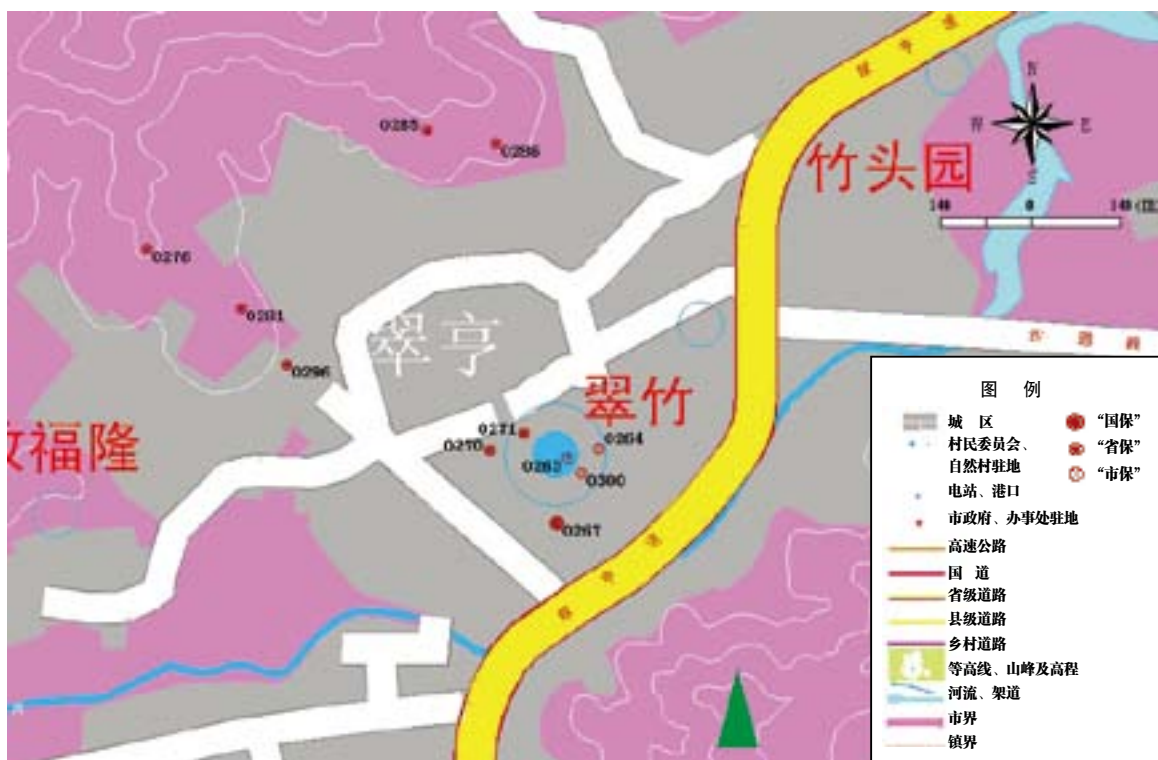 0285
0286
竹头园
N
W E
S
140 0 140
0276
0281
翠亨
0296
翠竹
0271
0264
0270
0300
0267
福隆
图 例
城 区
“国保”
村民委员会、
自然村驻地
“省保”
“市保”
电站、港口
市政府、办事处驻地
高速公路
国 道
省级道路
县级道路
乡村道路
等高线、山峰及高程
河流、架道
市界
镇界